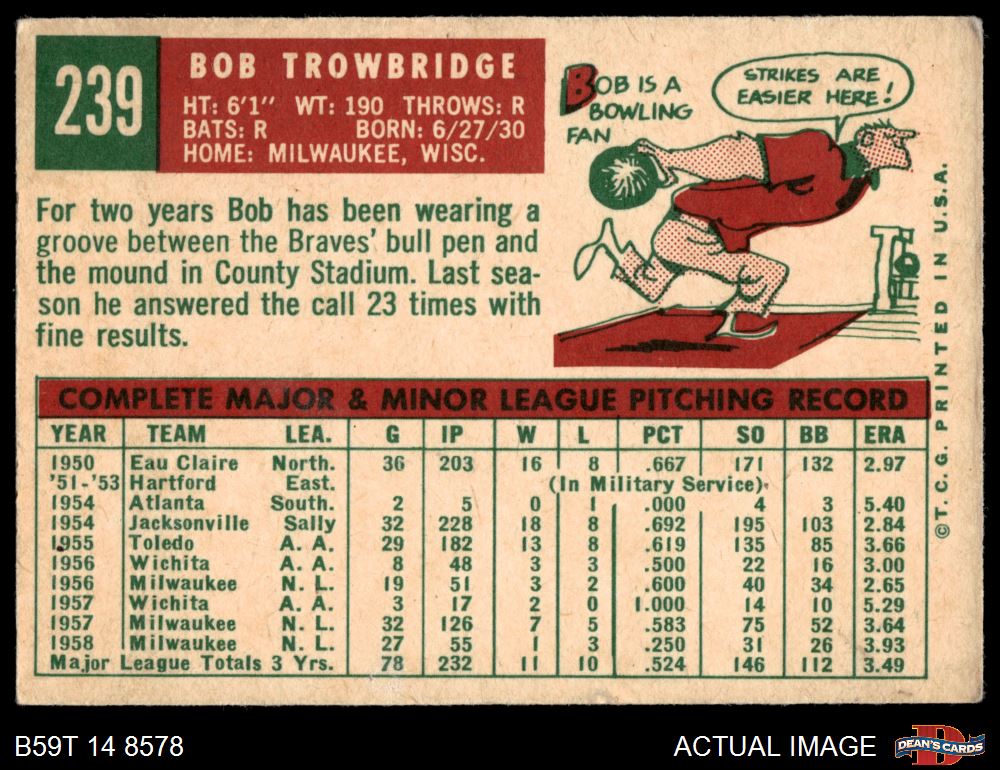 239
BOB TROWBRIDGE
HT: 6'1" WT: 190 THROWS: R
BATS: R BORN: 6/27/30
HOME: MILWAUKEE, WISC.
BOB IS A
BOWLING
FAN
STRIKES ARE
EASIER HERE!
For two years Bob has been wearing a
groove between the Braves' bull pen and
the mound in County Stadium. Last sea-
son he answered the call 23 times with
fine results.
COMPLETE MAJOR & MINOR LEAGUE PITCHING RECORD
YEAR TEAM LEA. G IP W L PCT SO BB ERA
1950 Eau Claire North. 36 203 16 8 .667 171 132 2.97
'51-'53 Hartford East. (In Military Service)
1954 Atlanta South. 2 5 0 1 .000 4 3 5.40
1954 Jacksonville Sally 32 228 18 8 .692 195 103 2.84
1955 Toledo A. A. 29 182 13 8 .619 135 85 3.66
1956 Wichita A. A. 8 48 3 3 .500 22 16 3.00
1956 Milwaukee N. L. 19 51 3 2 .600 40 34 2.65
1957 Wichita A. A. 3 17 2 0 1.000 14 10 5.29
1957 Milwaukee N. L. 32 126 7 5 .583 75 52 3.64
1958 Milwaukee N. L. 27 55 1 3 .250 31 26 3.93
Major League Totals 3 Yrs. 78 232 11 10 .524 146 112 3.49
©T.C.G. PRINTED IN U.S.A.
B59T 14 8578
ACTUAL IMAGE
D
DEAN'S CARDS